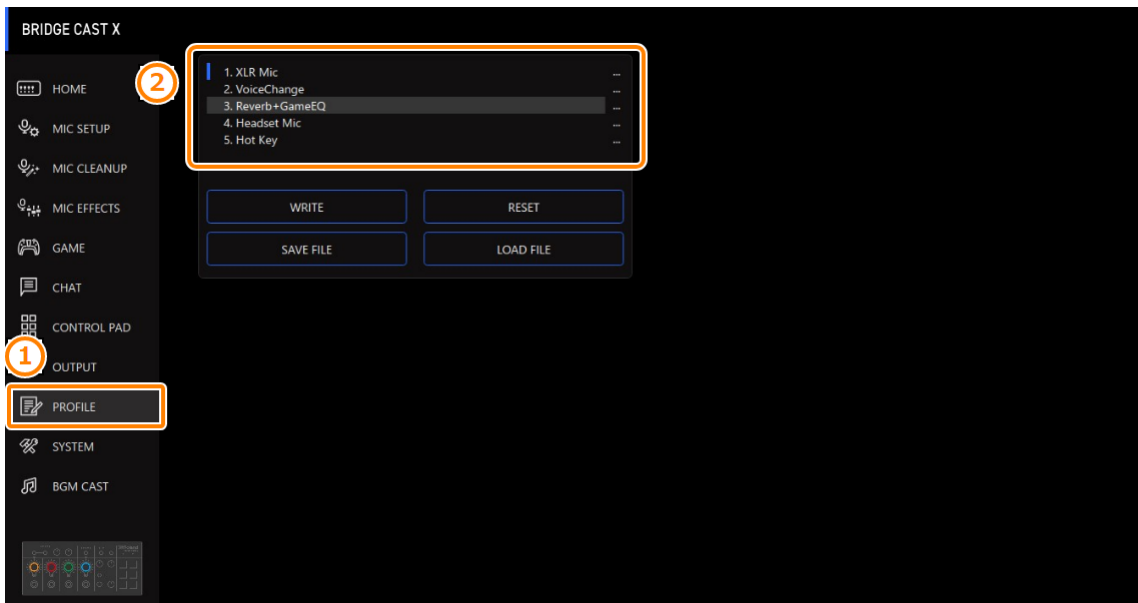 BRIDGE CAST X
HOME
MIC SETUP
MIC CLEANUP
MIC EFFECTS
GAME
CHAT
CONTROL PAD
1
OUTPUT
PROFILE
SYSTEM
BGM CAST
2
1. XLR Mic ...
2. VoiceChange ...
3. Reverb+GameEQ ...
4. Headset Mic ...
5. Hot Key ...
WRITE RESET
SAVE FILE LOAD FILE